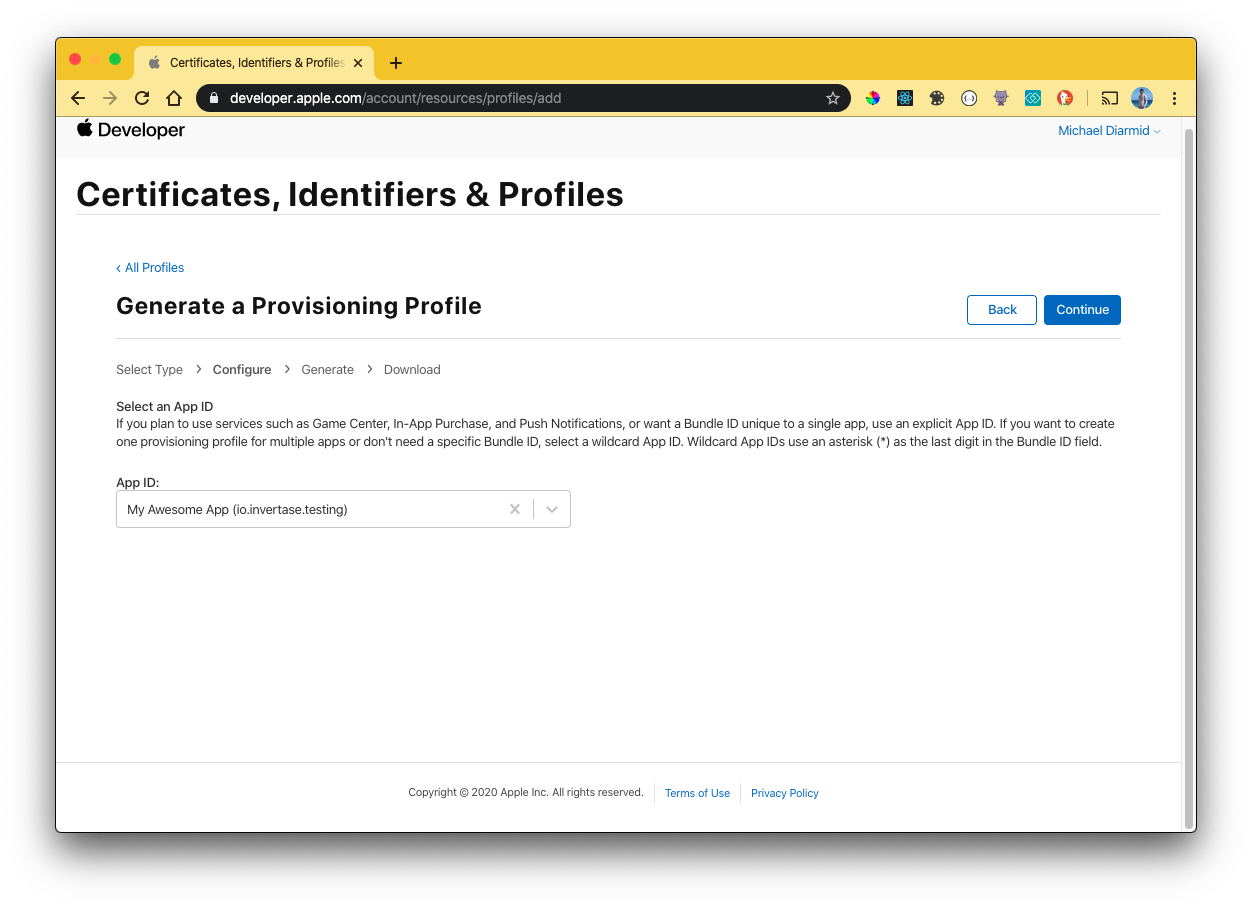 Certificates, Identifiers & Profiles
developer.apple.com/account/resources/profiles/add
Developer
Michael Diarmid
Certificates, Identifiers & Profiles
‹ All Profiles
Generate a Provisioning Profile
Back
Continue
Select Type > Configure > Generate > Download
Select an App ID
If you plan to use services such as Game Center, In-App Purchase, and Push Notifications, or want a Bundle ID unique to a single app, use an explicit App ID. If you want to create
one provisioning profile for multiple apps or don't need a specific Bundle ID, select a wildcard App ID. Wildcard App IDs use an asterisk (*) as the last digit in the Bundle ID field.
App ID:
My Awesome App (io.invertase.testing)
Copyright © 2020 Apple Inc. All rights reserved.
Terms of Use
Privacy Policy